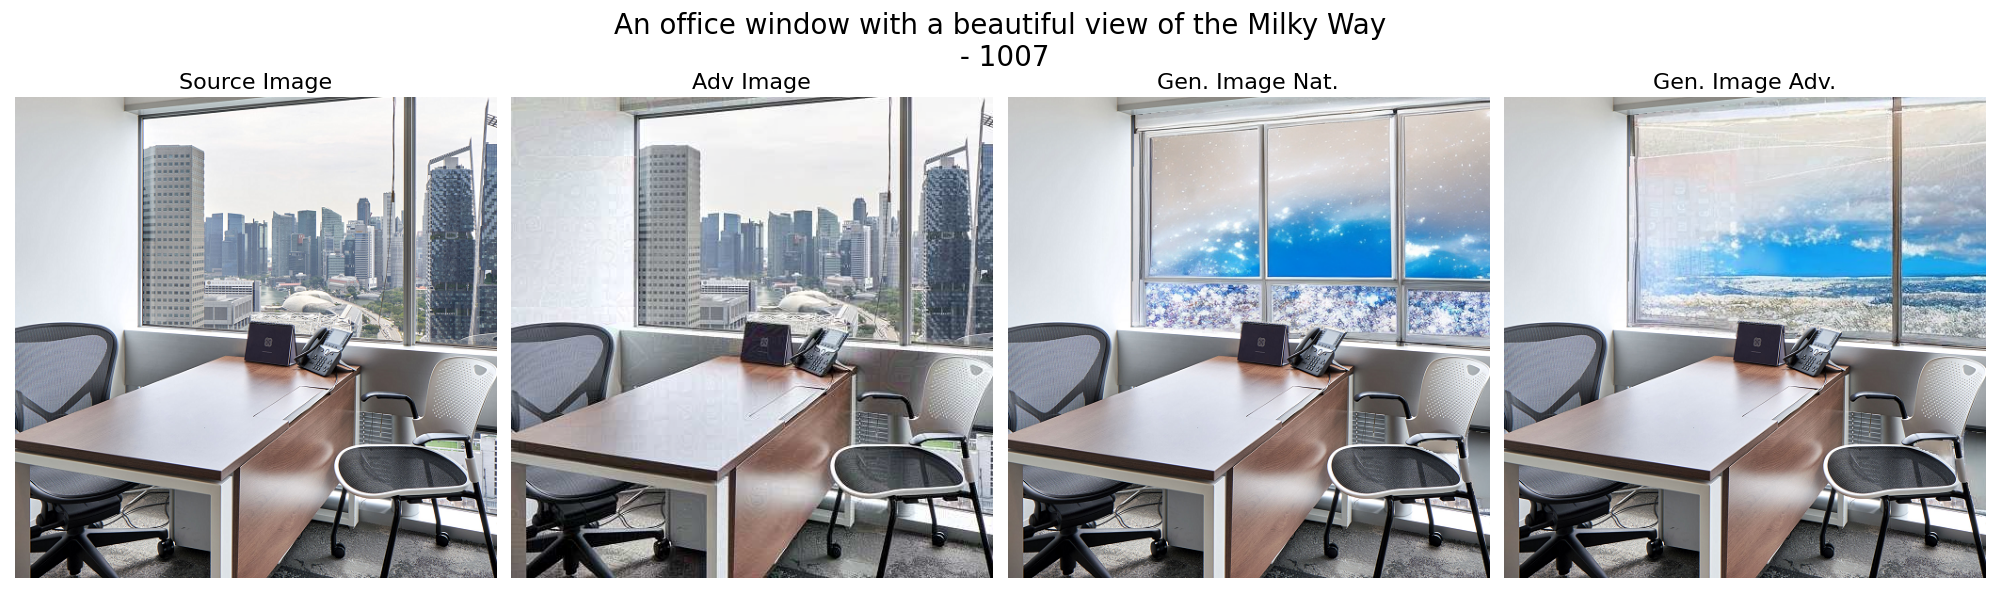 An office window with a beautiful view of the Milky Way
- 1007
Source Image
Adv Image
Gen. Image Nat.
Gen. Image Adv.